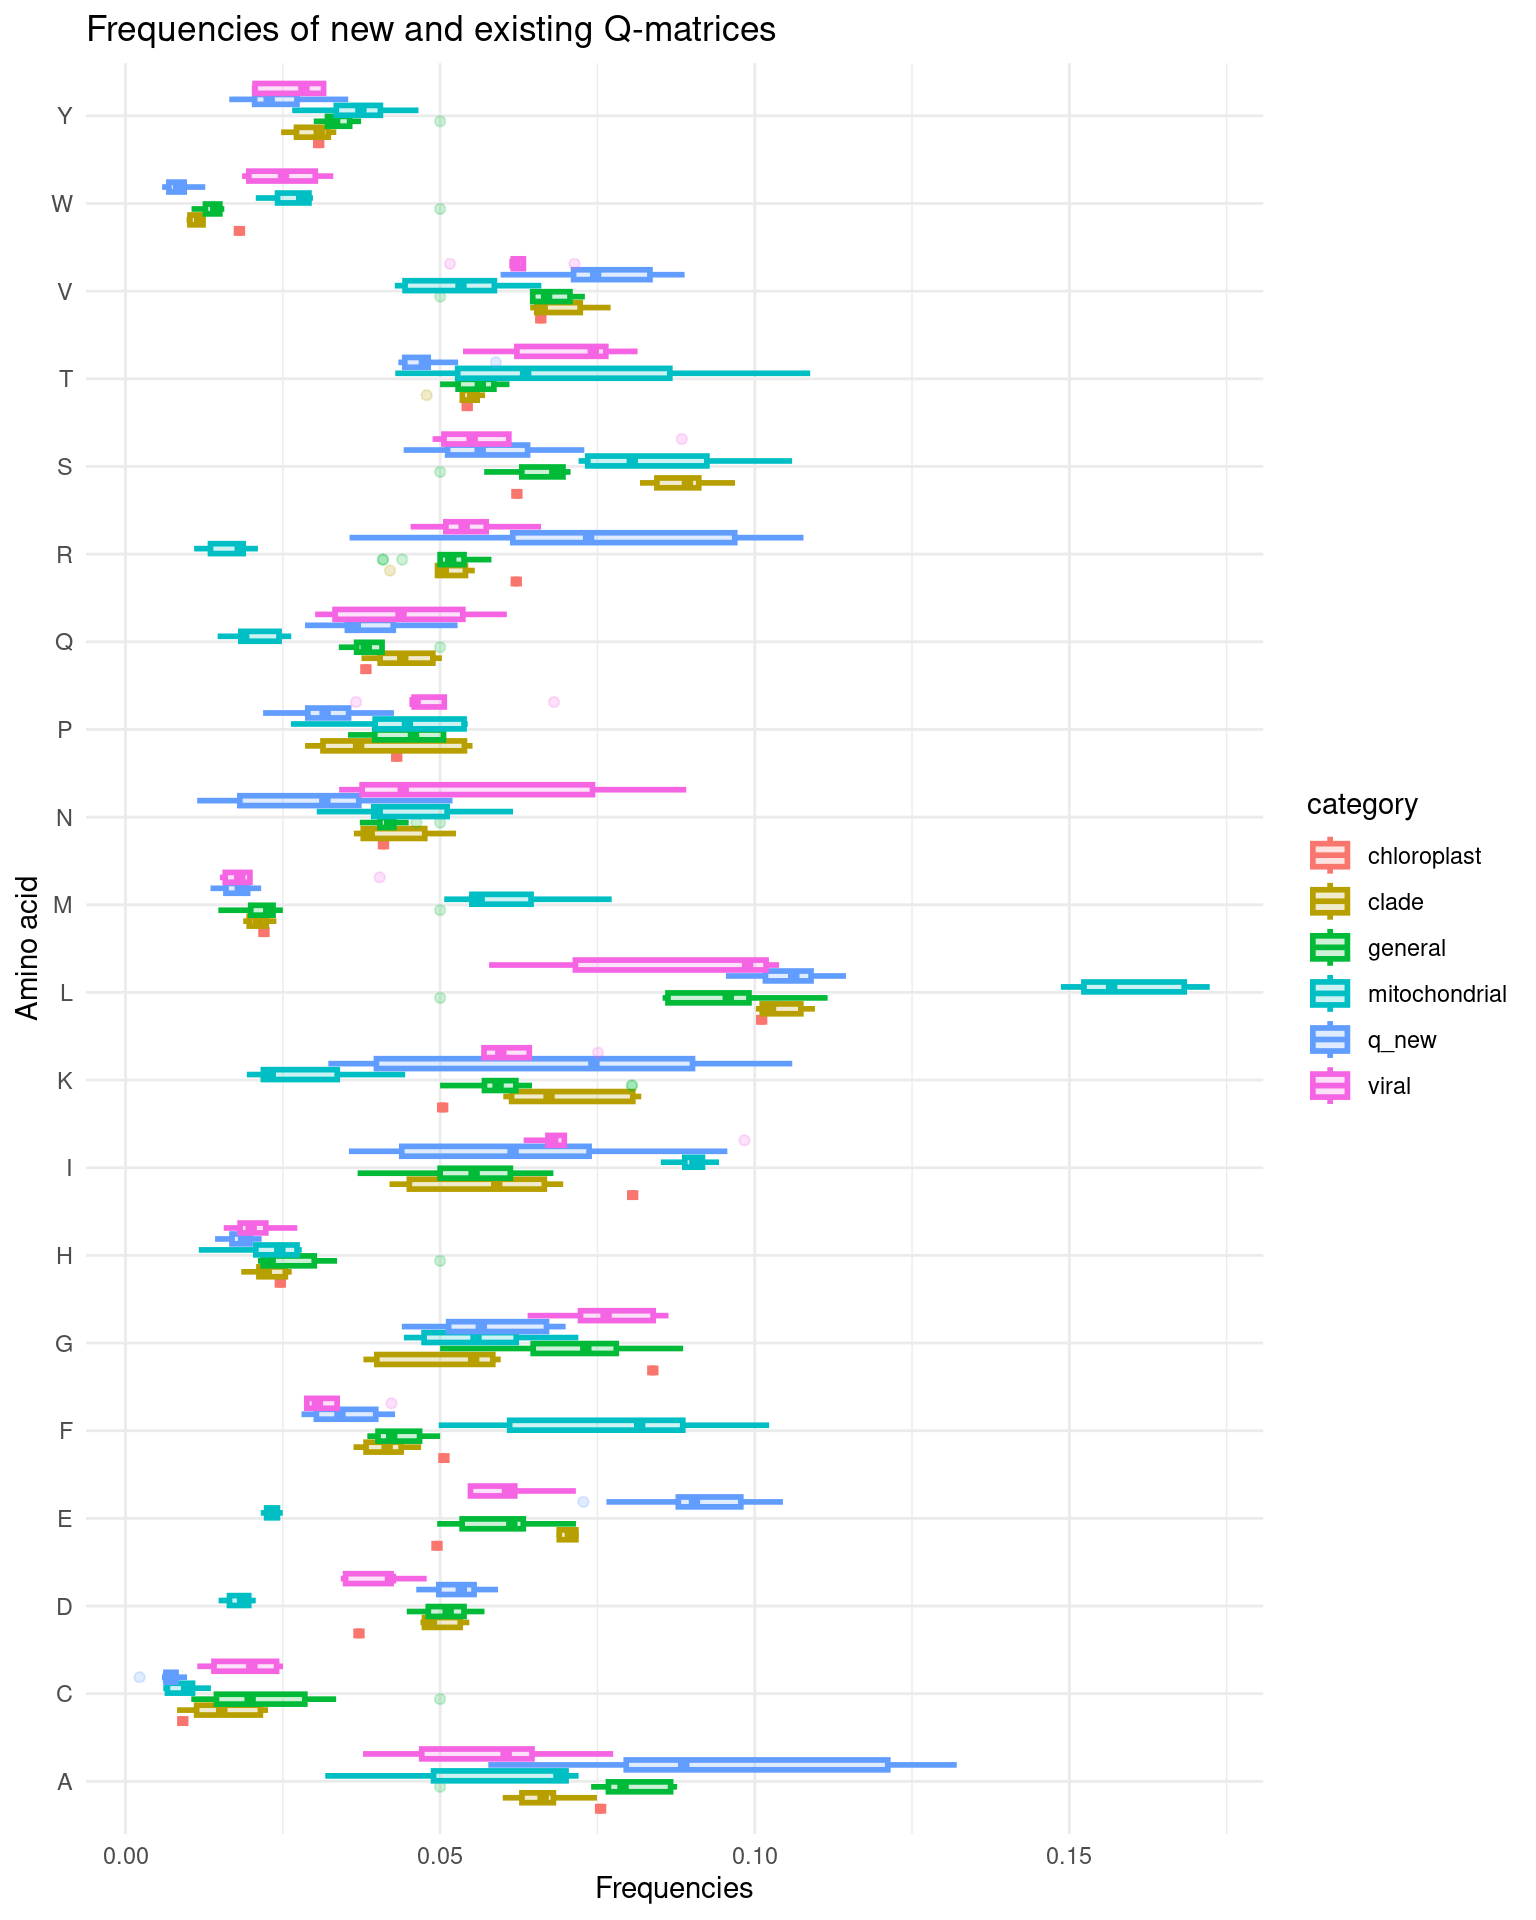 Frequencies of new and existing Q-matrices
Y
W
V
T
S
R
Q
P
N
M
L
K
I
H
G
F
E
D
C
A
Amino acid
0.00 0.05 0.10 0.15
Frequencies
category
chloroplast
clade
general
mitochondrial
q_new
viral